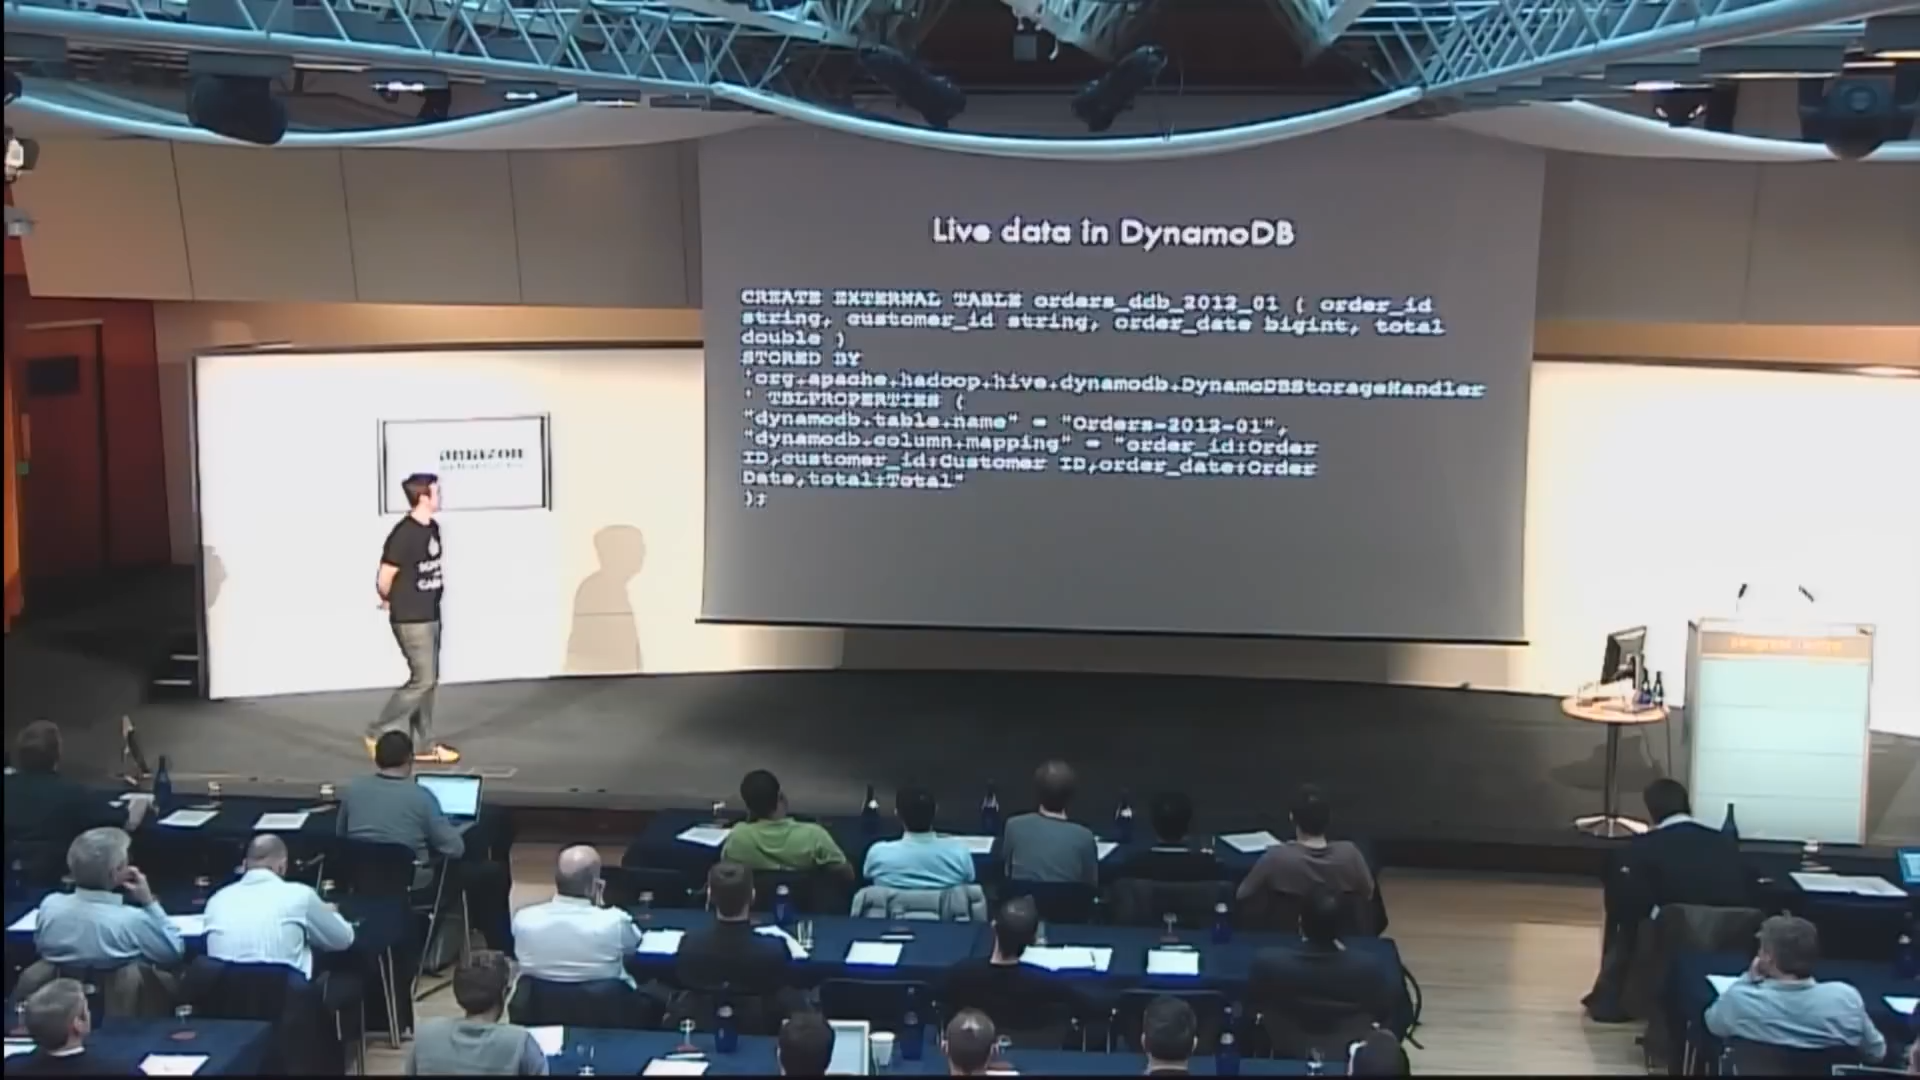 Live data in DynamoDB
CREATE EXTERNAL TABLE orders_ddb_2012_01 ( order_id
string, customer_id string, order_date bigint, total
double )
STORED BY
'org.apache.hadoop.hive.dynamodb.DynamoDBStorageHandler
' TBLPROPERTIES (
"dynamodb.table.name" = "Orders-2012-01",
"dynamodb.column.mapping" = "order_id:Order
ID,customer_id:Customer ID,order_date:Order
Date,total:Total"
);
amazon